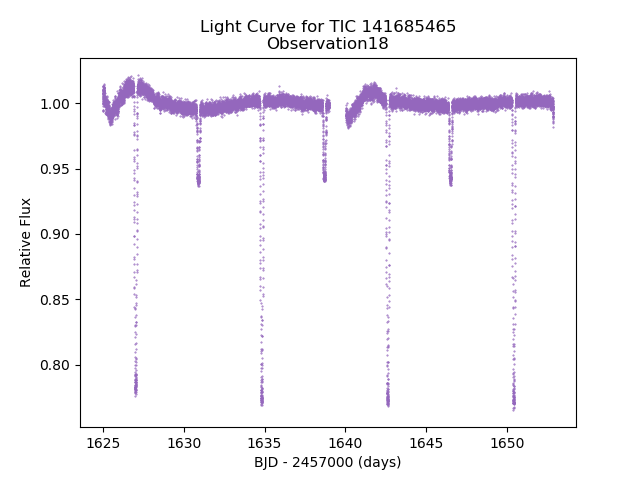 Light Curve for TIC 141685465
Observation18
1.00
0.95
0.90
0.85
0.80
Relative Flux
1625
1630
1635
1640
1645
1650
BJD - 2457000 (days)